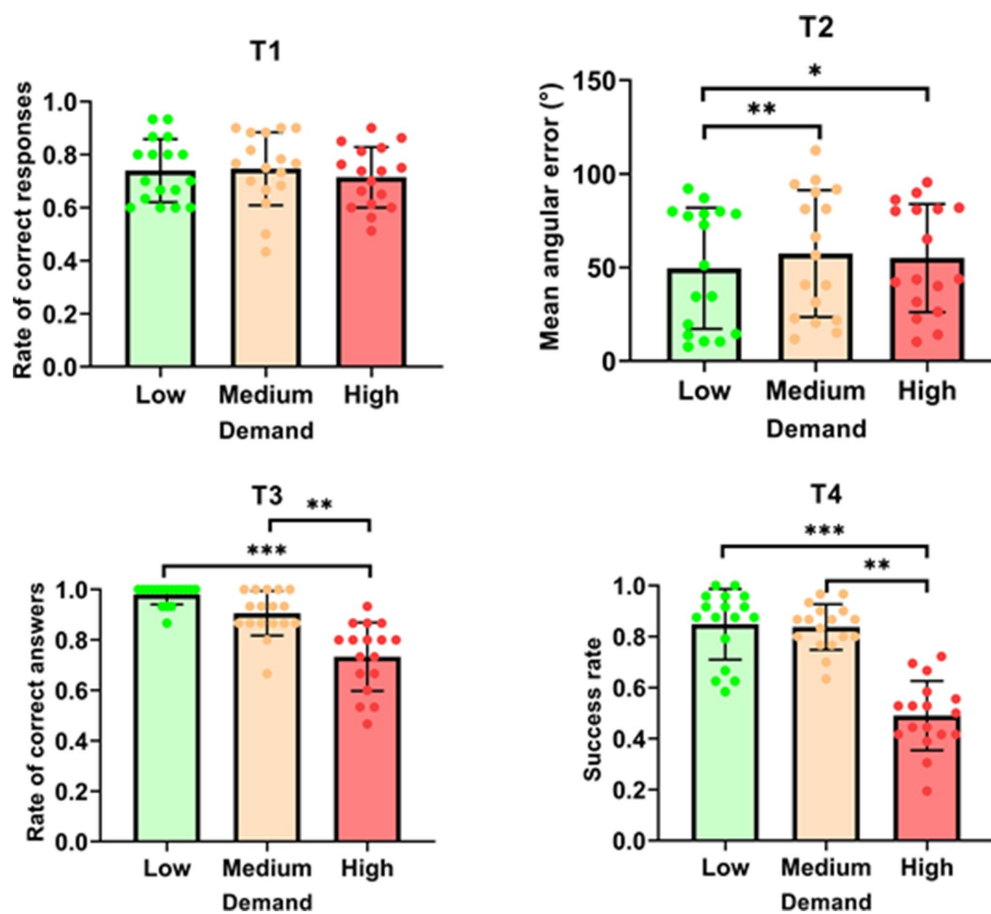 T1
Rate of correct responses
1.0
0.8
0.6
0.4
0.2
0.0
Low Medium High
Demand
T2
Mean angular error (°)
150
100
50
0
*
**
Low Medium High
Demand
T3
Rate of correct answers
**
***
1.0
0.8
0.6
0.4
0.2
0.0
Low Medium High
Demand
T4
Success rate
***
**
1.0
0.8
0.6
0.4
0.2
0.0
Low Medium High
Demand